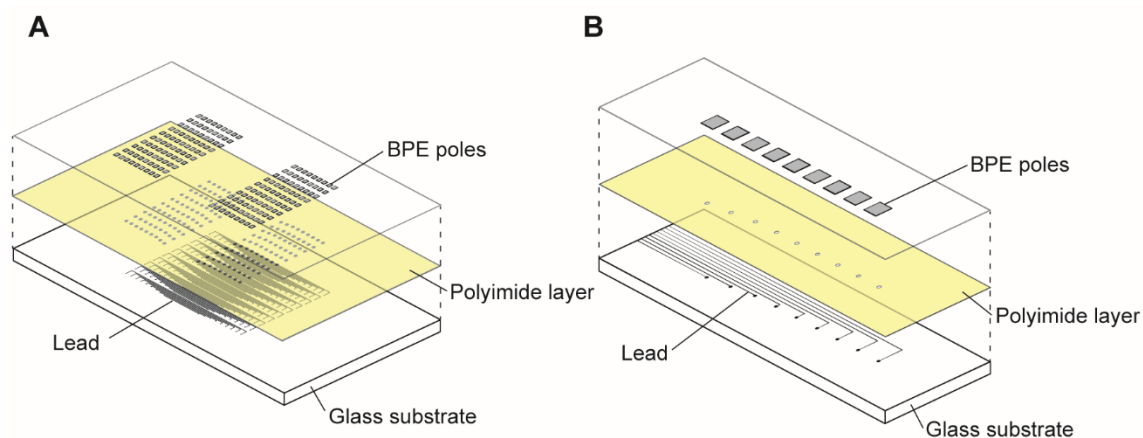 A
BPE poles
Polyimide layer
Lead
Glass substrate
B
BPE poles
Polyimide layer
Lead
Glass substrate